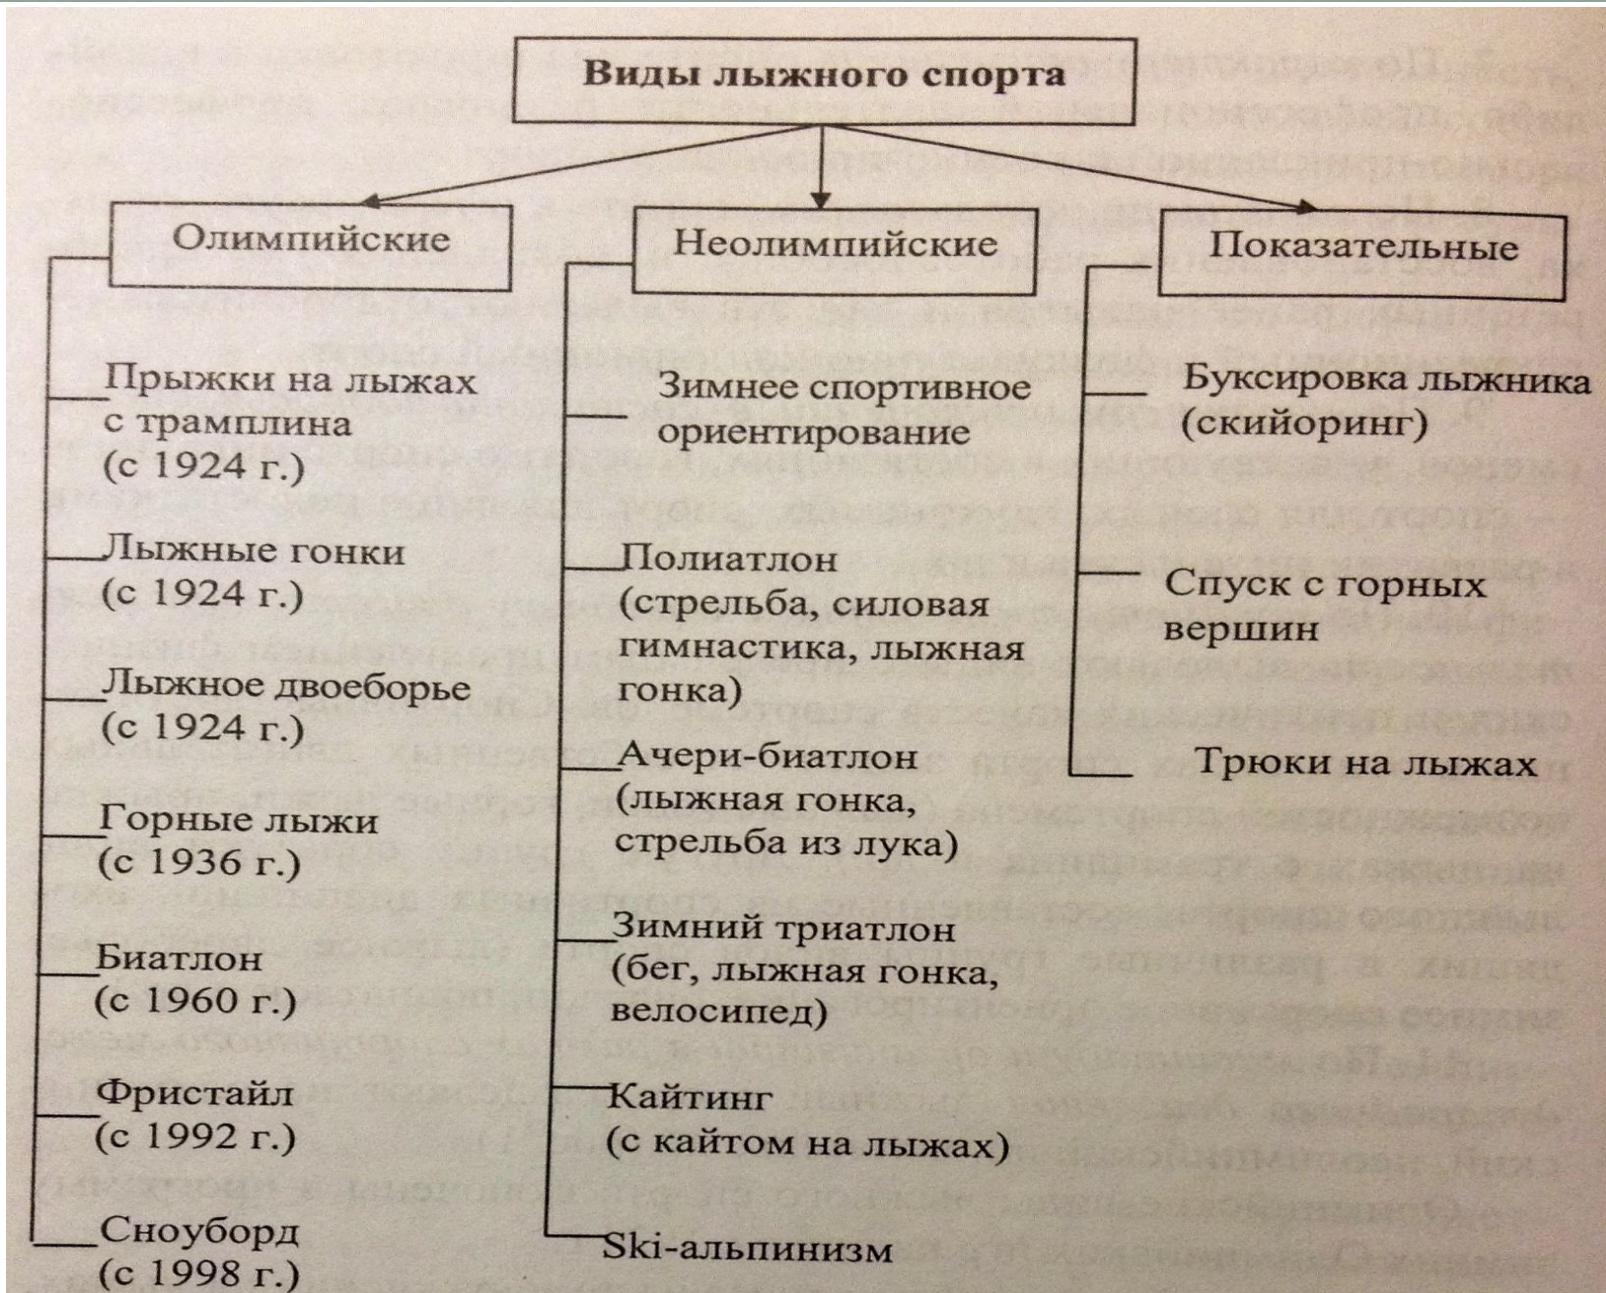 Виды лыжного спорта
Олимпийские
Прыжки на лыжах
с трамплина
(с 1924 г.)
Лыжные гонки
(с 1924 г.)
Лыжное двоеборье
(с 1924 г.)
Горные лыжи
(с 1936 г.)
Биатлон
(с 1960 г.)
Фристайл
(с 1992 г.)
Сноуборд
(с 1998 г.)
Неолимпийские
Зимнее спортивное
ориентирование
Полиатлон
(стрельба, силовая
гимнастика, лыжная
гонка)
Ачери-биатлон
(лыжная гонка,
стрельба из лука)
Зимний триатлон
(бег, лыжная гонка,
велосипед)
Кайтинг
(с кайтом на лыжах)
Ski-альпинизм
Показательные
Буксировка лыжника
(скийоринг)
Спуск с горных
вершин
Трюки на лыжах